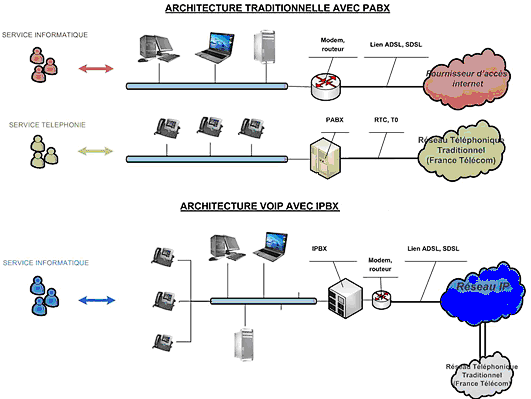 ARCHITECTURE TRADITIONNELLE AVEC PABX
SERVICE INFORMATIQUE
Modem,
routeur
Lien ADSL, SDSL
Fournisseur d'accès
internet
SERVICE TELEPHONIE
PABX
RTC, T0
Réseau Téléphonique
Traditionnel
(France Télécom)
ARCHITECTURE VOIP AVEC IPBX
SERVICE INFORMATIQUE
IPBX
Modem,
routeur
Lien ADSL, SDSL
Réseau IP
Réseau Téléphonique
Traditionnel
(France Télécom)